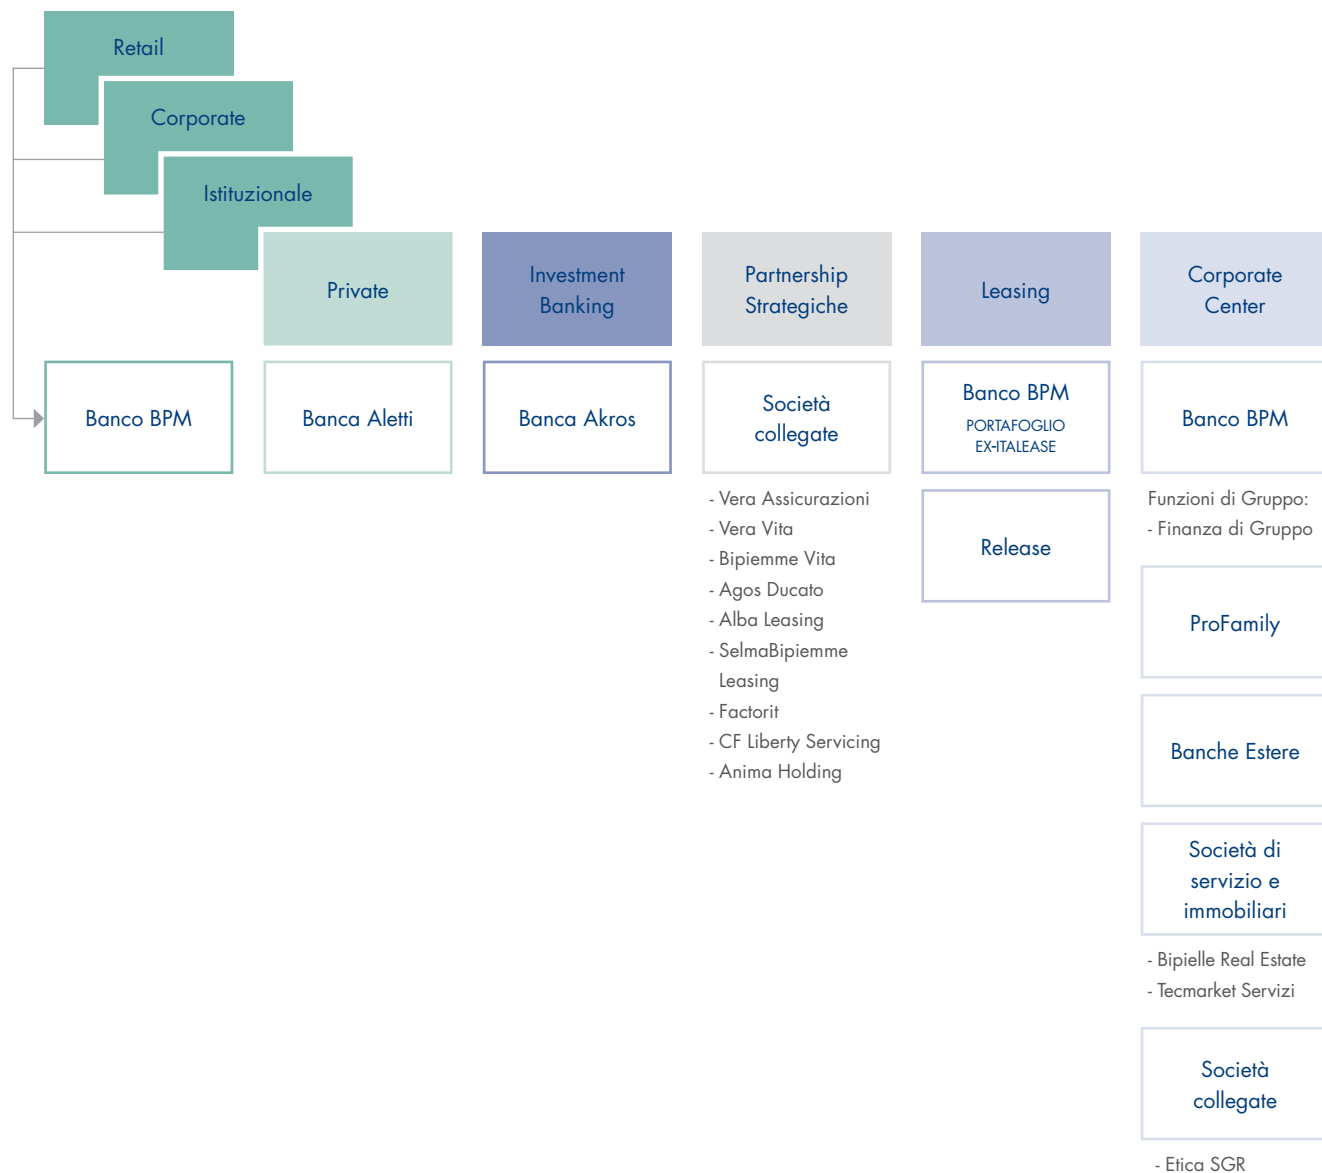 Retail
Corporate
Istituzionale
Private
Investment
Banking
Partnership
Strategiche
Leasing
Corporate
Center
Banco BPM
Banca Aletti
Banca Akros
Società
collegate
Banco BPM
PORTAFOGLIO
EX-ITALEASE
Banco BPM
- Vera Assicurazioni
- Vera Vita
- Bipiemme Vita
- Agos Ducato
- Alba Leasing
- SelmaBipiemme
Leasing
- Factorit
- CF Liberty Servicing
- Anima Holding
Release
Funzioni di Gruppo:
- Finanza di Gruppo
ProFamily
Banche Estere
Società di
servizio e
immobiliari
- Bipielle Real Estate
- Tecmarket Servizi
Società
collegate
- Etica SGR